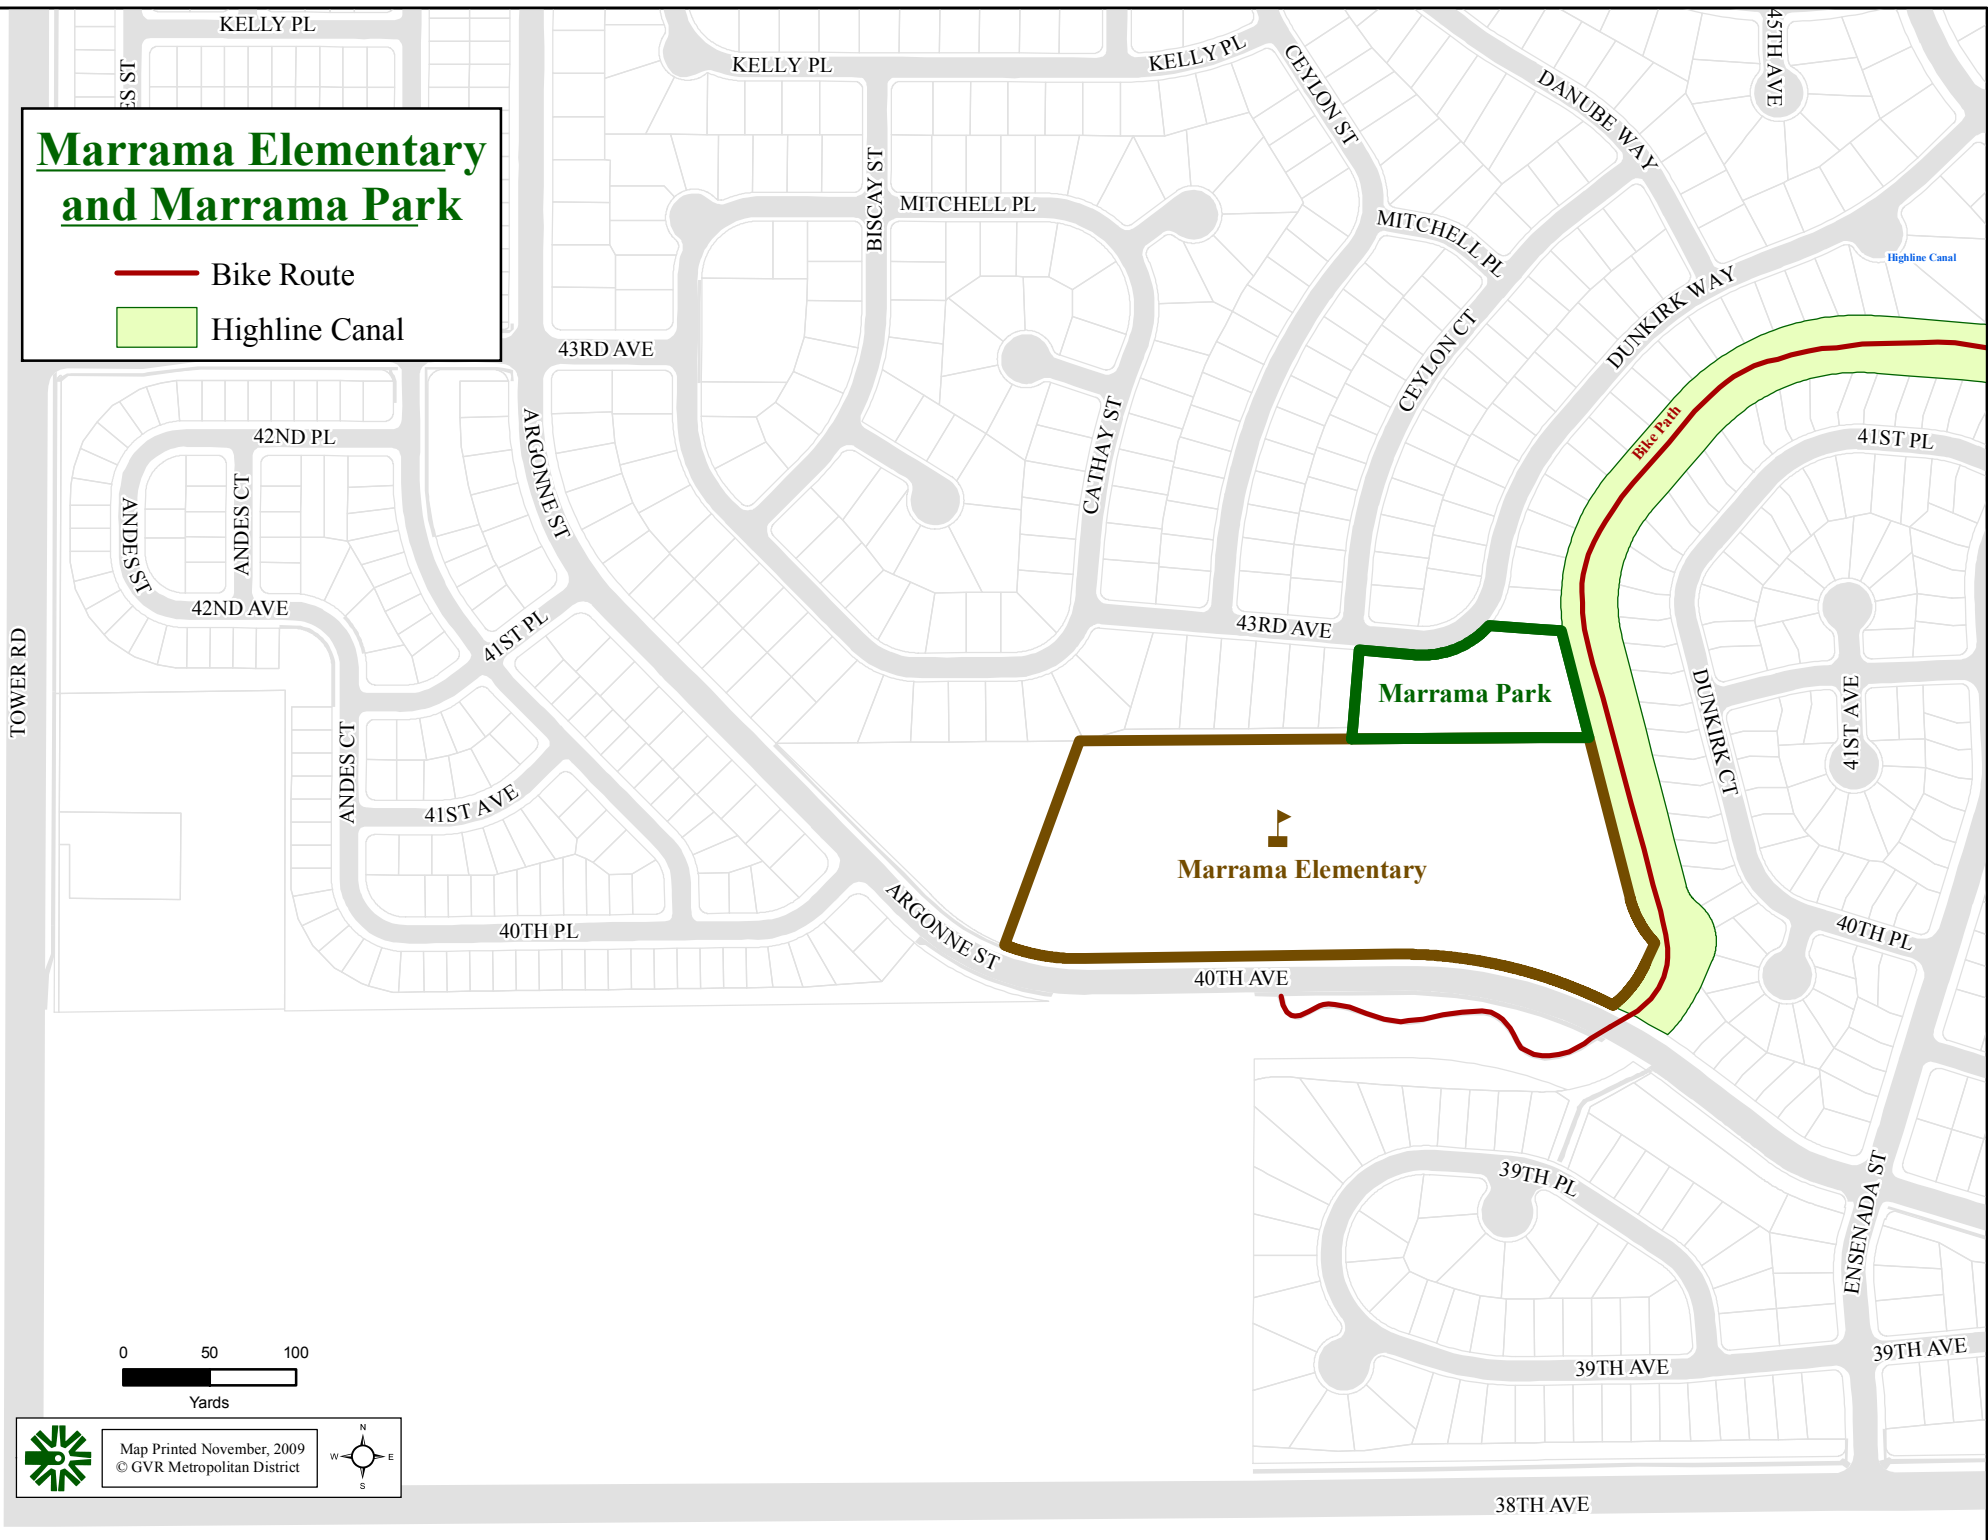 KELLY PL
KELLY PL
KELLY PL
CEYLON ST
45TH AVE
DANUBE WAY
ES ST
Marrama Elementary
and Marrama Park
Bike Route
Highline Canal
BISCAY ST
MITCHELL PL
MITCHELL PL
Highline Canal
DUNKIRK WAY
43RD AVE
CEYLON CT
Bike Path
41ST PL
42ND PL
ARGONNE ST
CATHAY ST
ANDES ST
ANDES CT
42ND AVE
41ST PL
43RD AVE
TOWER RD
Marrama Park
DUNKIRK CT
41ST AVE
ANDES CT
41ST AVE
Marrama Elementary
ARGONNE ST
40TH PL
40TH PL
40TH AVE
39TH PL
ENSENADA ST
39TH AVE
39TH AVE
0 50 100
Yards
Map Printed November, 2009
© GVR Metropolitan District
N
W E
S
38TH AVE